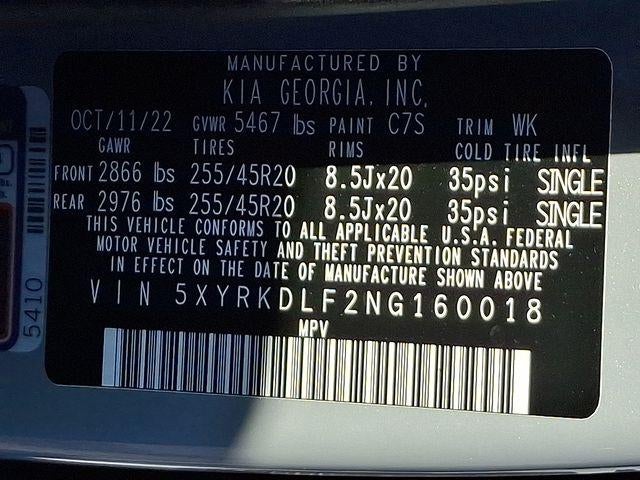 MANUFACTURED BY
KIA GEORGIA, INC.
OCT/11/22 GVWR 5467 lbs PAINT C7S TRIM WK
GAWR TIRES RIMS COLD TIRE INFL
FRONT 2866 lbs 255/45R20 8.5Jx20 35psi SINGLE
REAR 2976 lbs 255/45R20 8.5Jx20 35psi SINGLE
THIS VEHICLE CONFORMS TO ALL APPLICABLE U.S.A. FEDERAL
MOTOR VEHICLE SAFETY AND THEFT PREVENTION STANDARDS
IN EFFECT ON THE DATE OF MANUFACTURE SHOWN ABOVE
VIN 5XYRKDLF2NG160018
MPV
5410